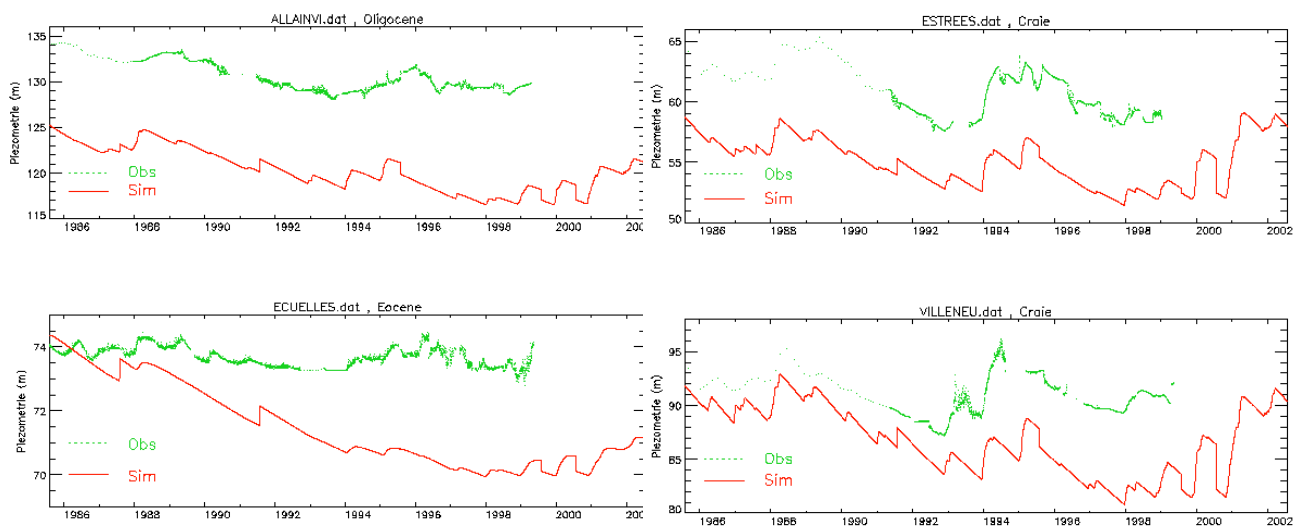 ALLAINVI.dat , Oligocene
Piezometrie (m)
135
130
125
120
115
Obs
Sim
1986 1988 1990 1992 1994 1996 1998 2000 200
ESTREES.dat , Craie
Piezometrie (m)
65
60
55
50
Obs
Sim
1986 1988 1990 1992 1994 1996 1998 2000 2002
ECUELLES.dat , Eocene
Piezometrie (m)
74
72
70
Obs
Sim
1986 1988 1990 1992 1994 1996 1998 2000
VILLENEU.dat , Craie
Piezometrie (m)
95
90
85
80
Obs
Sim
1986 1988 1990 1992 1994 1996 1998 2000 2002